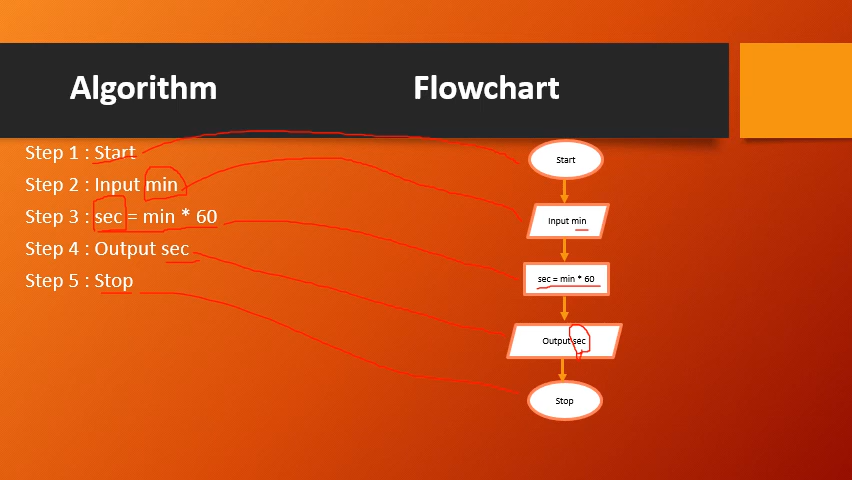 Algorithm
Flowchart
Step 1 : Start
Step 2 : Input min
Step 3 : sec = min * 60
Step 4 : Output sec
Step 5 : Stop
Start
Input min
sec = min * 60
Output sec
Stop